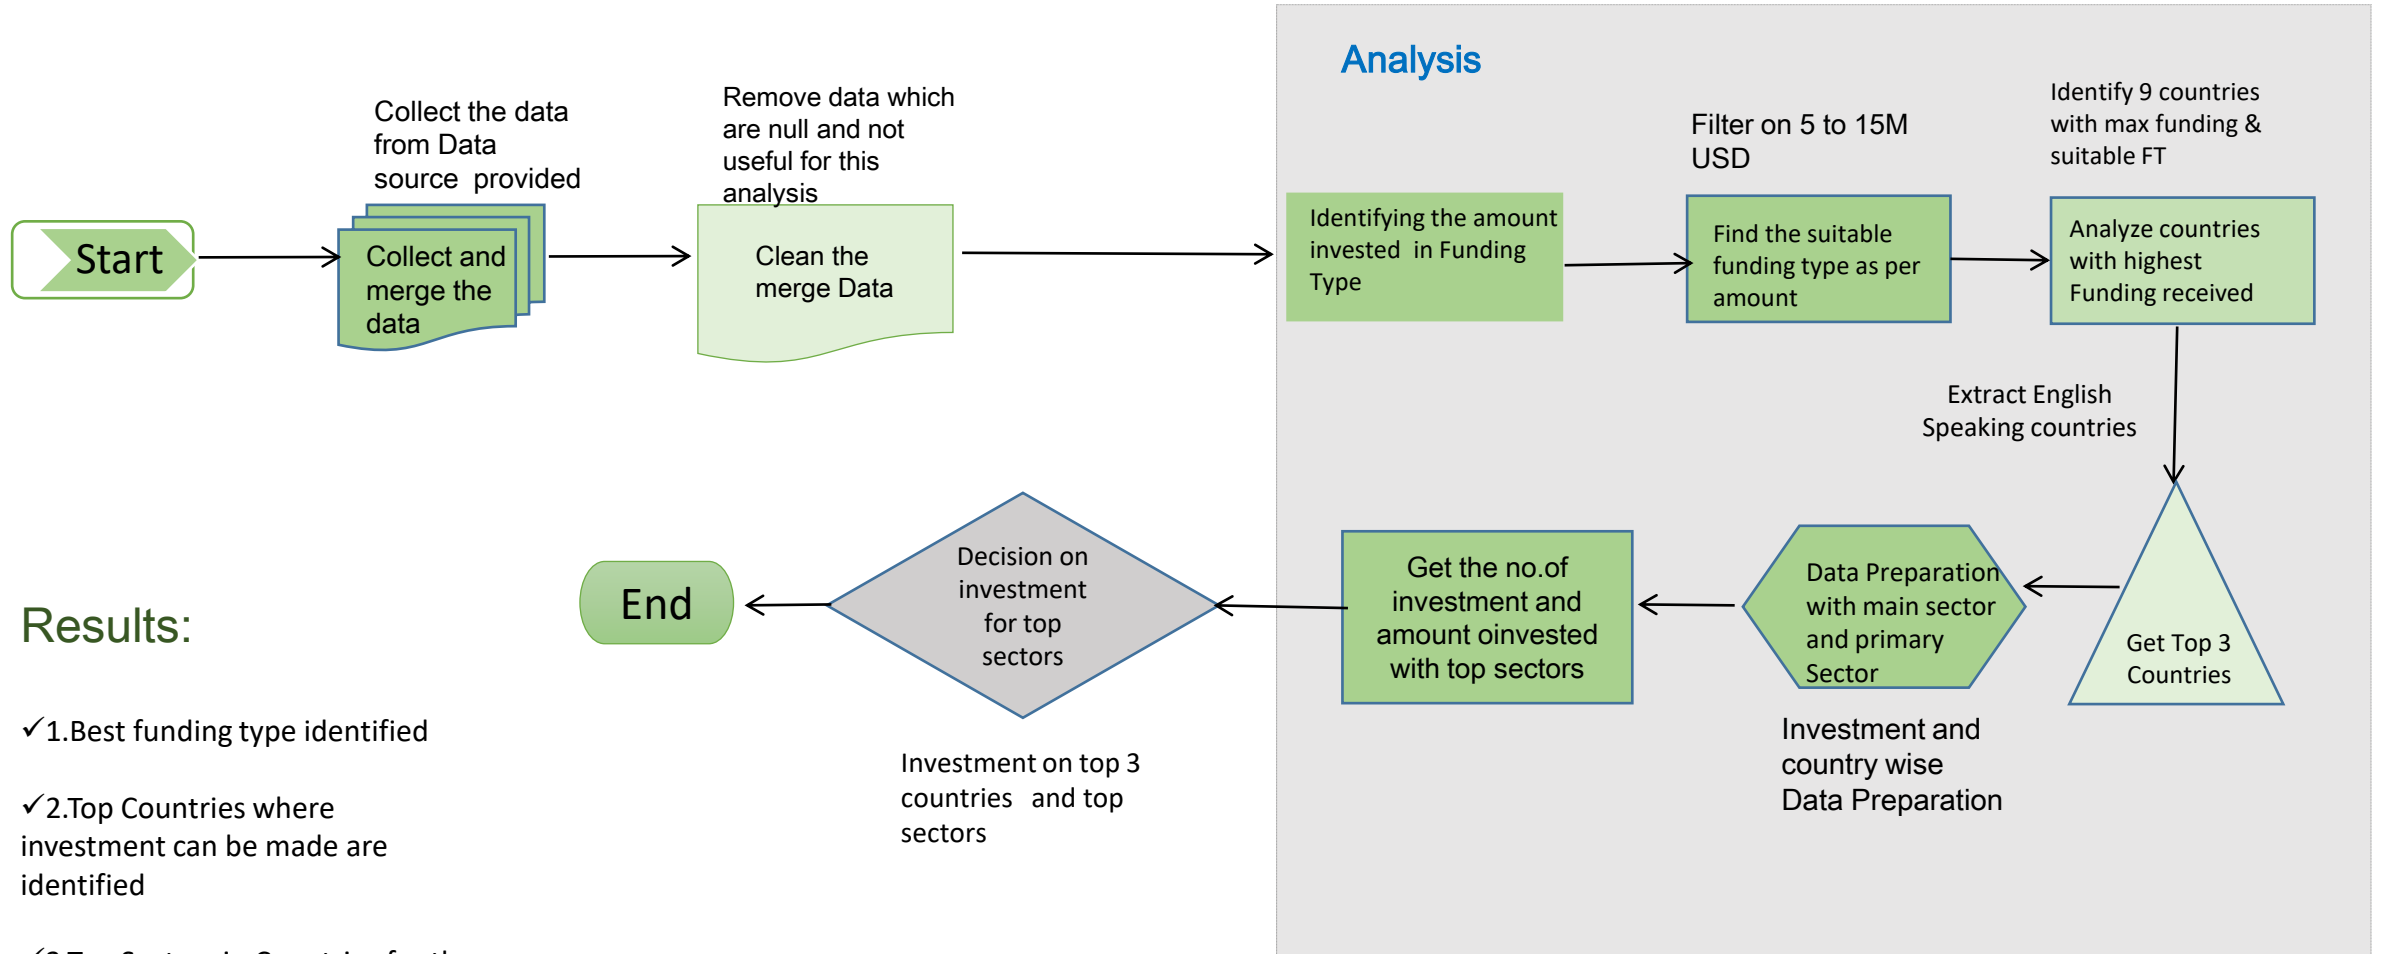 Analysis
Collect the data
from Data
source provided
Remove data which
are null and not
useful for this
analysis
Filter on 5 to 15M
USD
Identify 9 countries
with max funding &
suitable FT
Start
Collect and
merge the
data
Clean the
merge Data
Identifying the amount
invested in Funding
Type
Find the suitable
funding type as per
amount
Analyze countries
with highest
Funding received
Extract English
Speaking countries
End
Decision on
investment
for top
sectors
Get the no.of
investment and
amount oinvested
with top sectors
Data Preparation
with main sector
and primary
Sector
Get Top 3
Countries
Investment on top 3
countries and top
sectors
Investment and
country wise
Data Preparation
Results:
✓1.Best funding type identified
✓2.Top Countries where
investment can be made are
identified